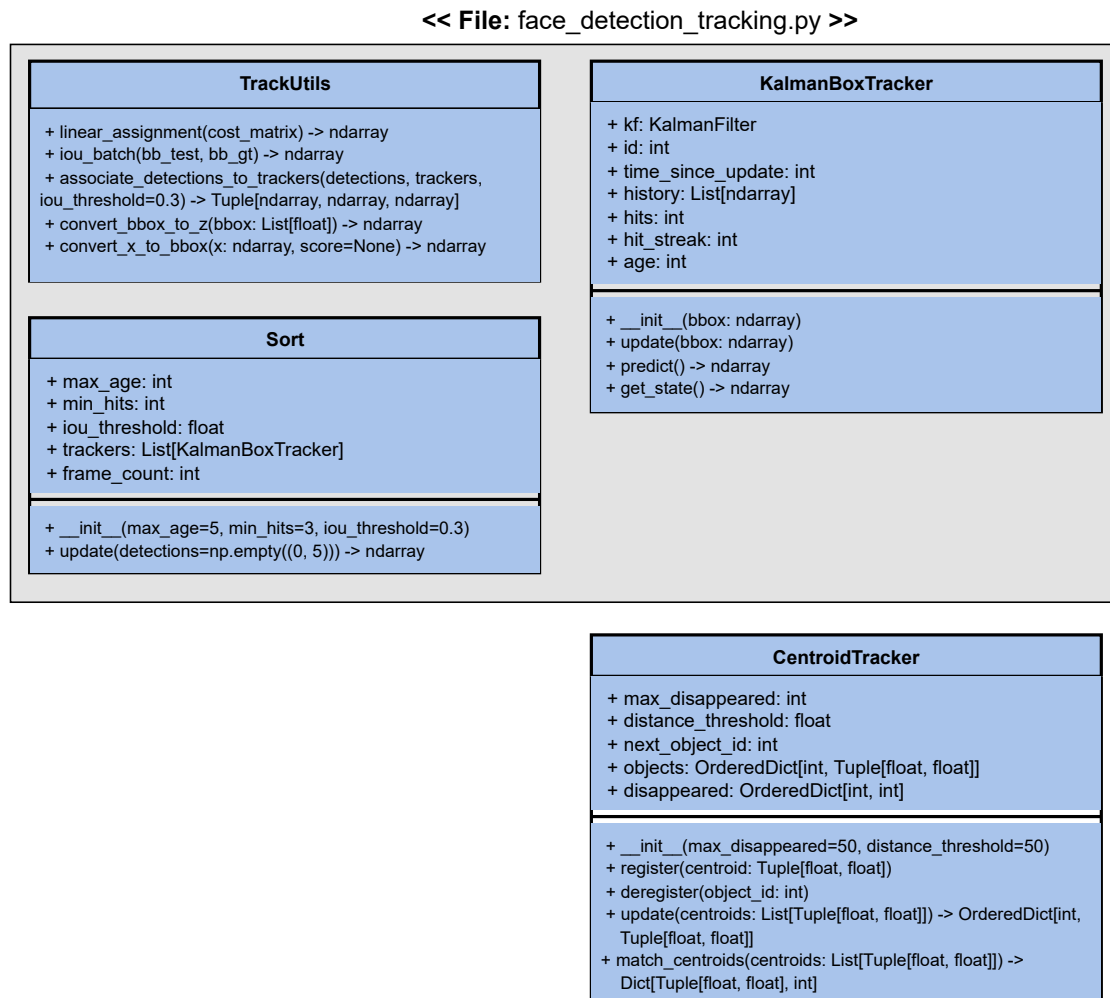 << File: face_detection_tracking.py >>
TrackUtils
+ linear_assignment(cost_matrix) -> ndarray
+ iou_batch(bb_test, bb_gt) -> ndarray
+ associate_detections_to_trackers(detections, trackers,
iou_threshold=0.3) -> Tuple[ndarray, ndarray, ndarray]
+ convert_bbox_to_z(bbox: List[float]) -> ndarray
+ convert_x_to_bbox(x: ndarray, score=None) -> ndarray
KalmanBoxTracker
+ kf: KalmanFilter
+ id: int
+ time_since_update: int
+ history: List[ndarray]
+ hits: int
+ hit_streak: int
+ age: int
+ __init__(bbox: ndarray)
+ update(bbox: ndarray)
+ predict() -> ndarray
+ get_state() -> ndarray
Sort
+ max_age: int
+ min_hits: int
+ iou_threshold: float
+ trackers: List[KalmanBoxTracker]
+ frame_count: int
+ __init__(max_age=5, min_hits=3, iou_threshold=0.3)
+ update(detections=np.empty((0, 5))) -> ndarray
CentroidTracker
+ max_disappeared: int
+ distance_threshold: float
+ next_object_id: int
+ objects: OrderedDict[int, Tuple[float, float]]
+ disappeared: OrderedDict[int, int]
+ __init__(max_disappeared=50, distance_threshold=50)
+ register(centroid: Tuple[float, float])
+ deregister(object_id: int)
+ update(centroids: List[Tuple[float, float]]) -> OrderedDict[int,
Tuple[float, float]]
+ match_centroids(centroids: List[Tuple[float, float]]) ->
Dict[Tuple[float, float], int]